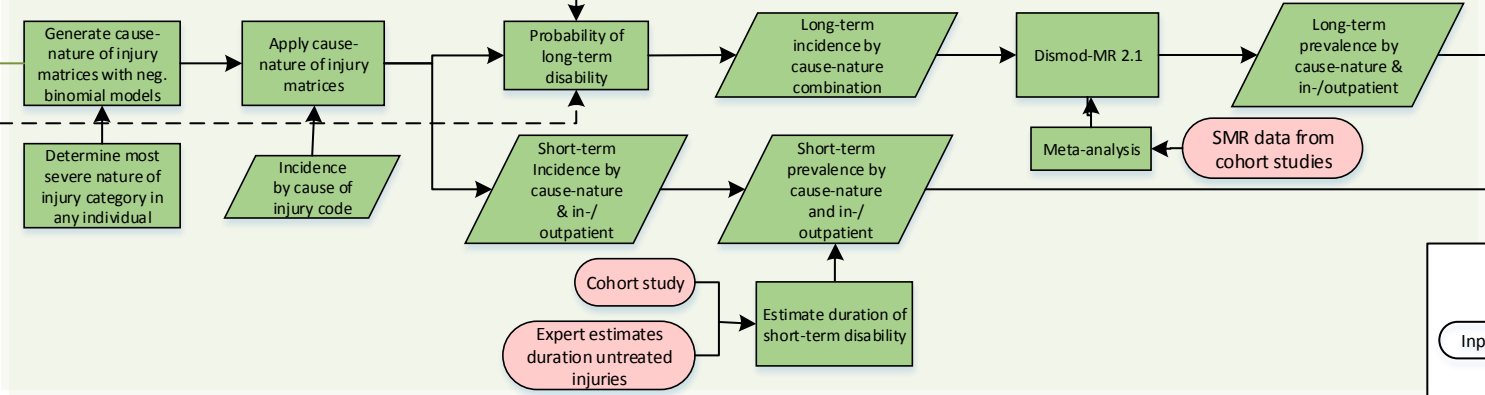 Generate cause-
nature of injury
matrices with neg.
binomial models
Apply cause-
nature of injury
matrices
Probability of
long-term
disability
Long-term
incidence by
cause-nature
combination
Dismod-MR 2.1
Long-term
prevalence by
cause-nature &
in-/outpatient
Determine most
severe nature of
injury category in
any individual
Incidence
by cause of
injury code
Short-term
Incidence by
cause-nature
& in-/
outpatient
Short-term
prevalence by
cause-nature
and in-/
outpatient
Meta-analysis
SMR data from
cohort studies
Cohort study
Expert estimates
duration untreated
injuries
Estimate duration of
short-term disability
Inp